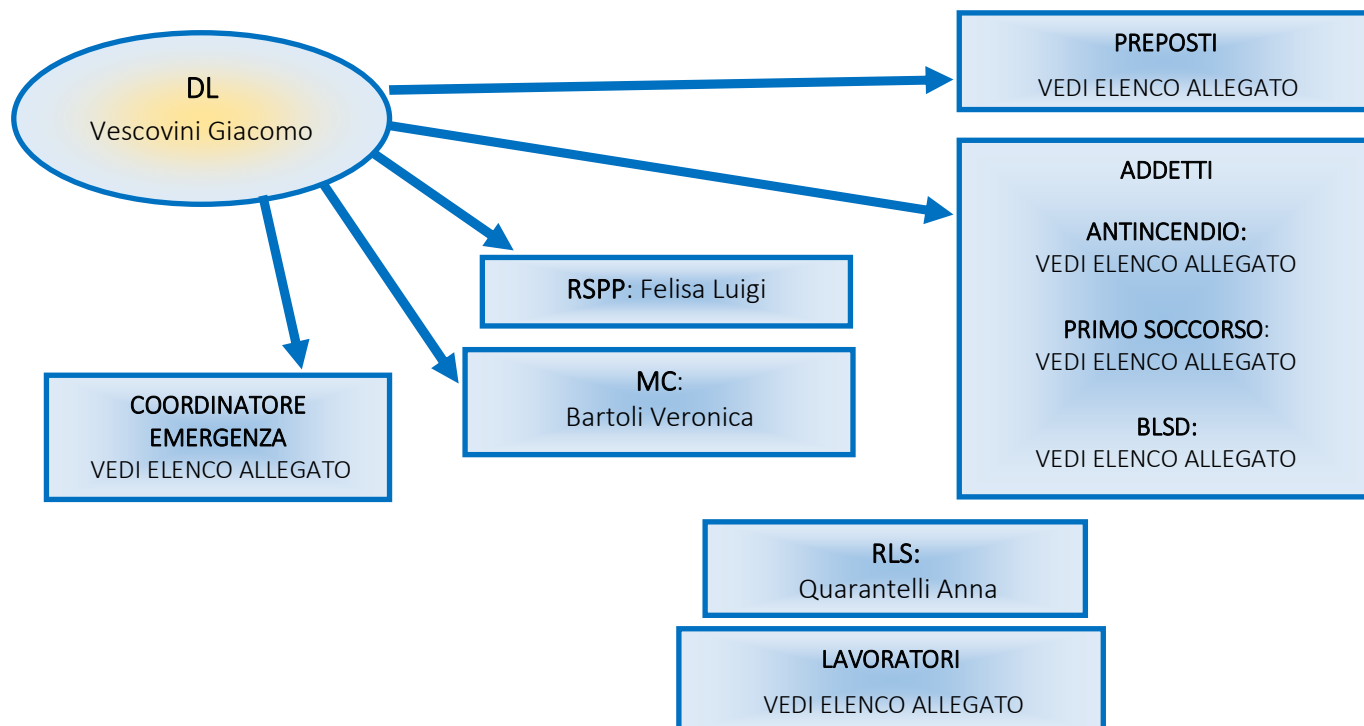 DL
Vescovini Giacomo
PREPOSTI
VEDI ELENCO ALLEGATO
ADDETTI
ANTINCENDIO:
VEDI ELENCO ALLEGATO
PRIMO SOCCORSO:
VEDI ELENCO ALLEGATO
BLSD:
VEDI ELENCO ALLEGATO
RSPP: Felisa Luigi
MC:
Bartoli Veronica
COORDINATORE
EMERGENZA
VEDI ELENCO ALLEGATO
RLS:
Quarantelli Anna
LAVORATORI
VEDI ELENCO ALLEGATO